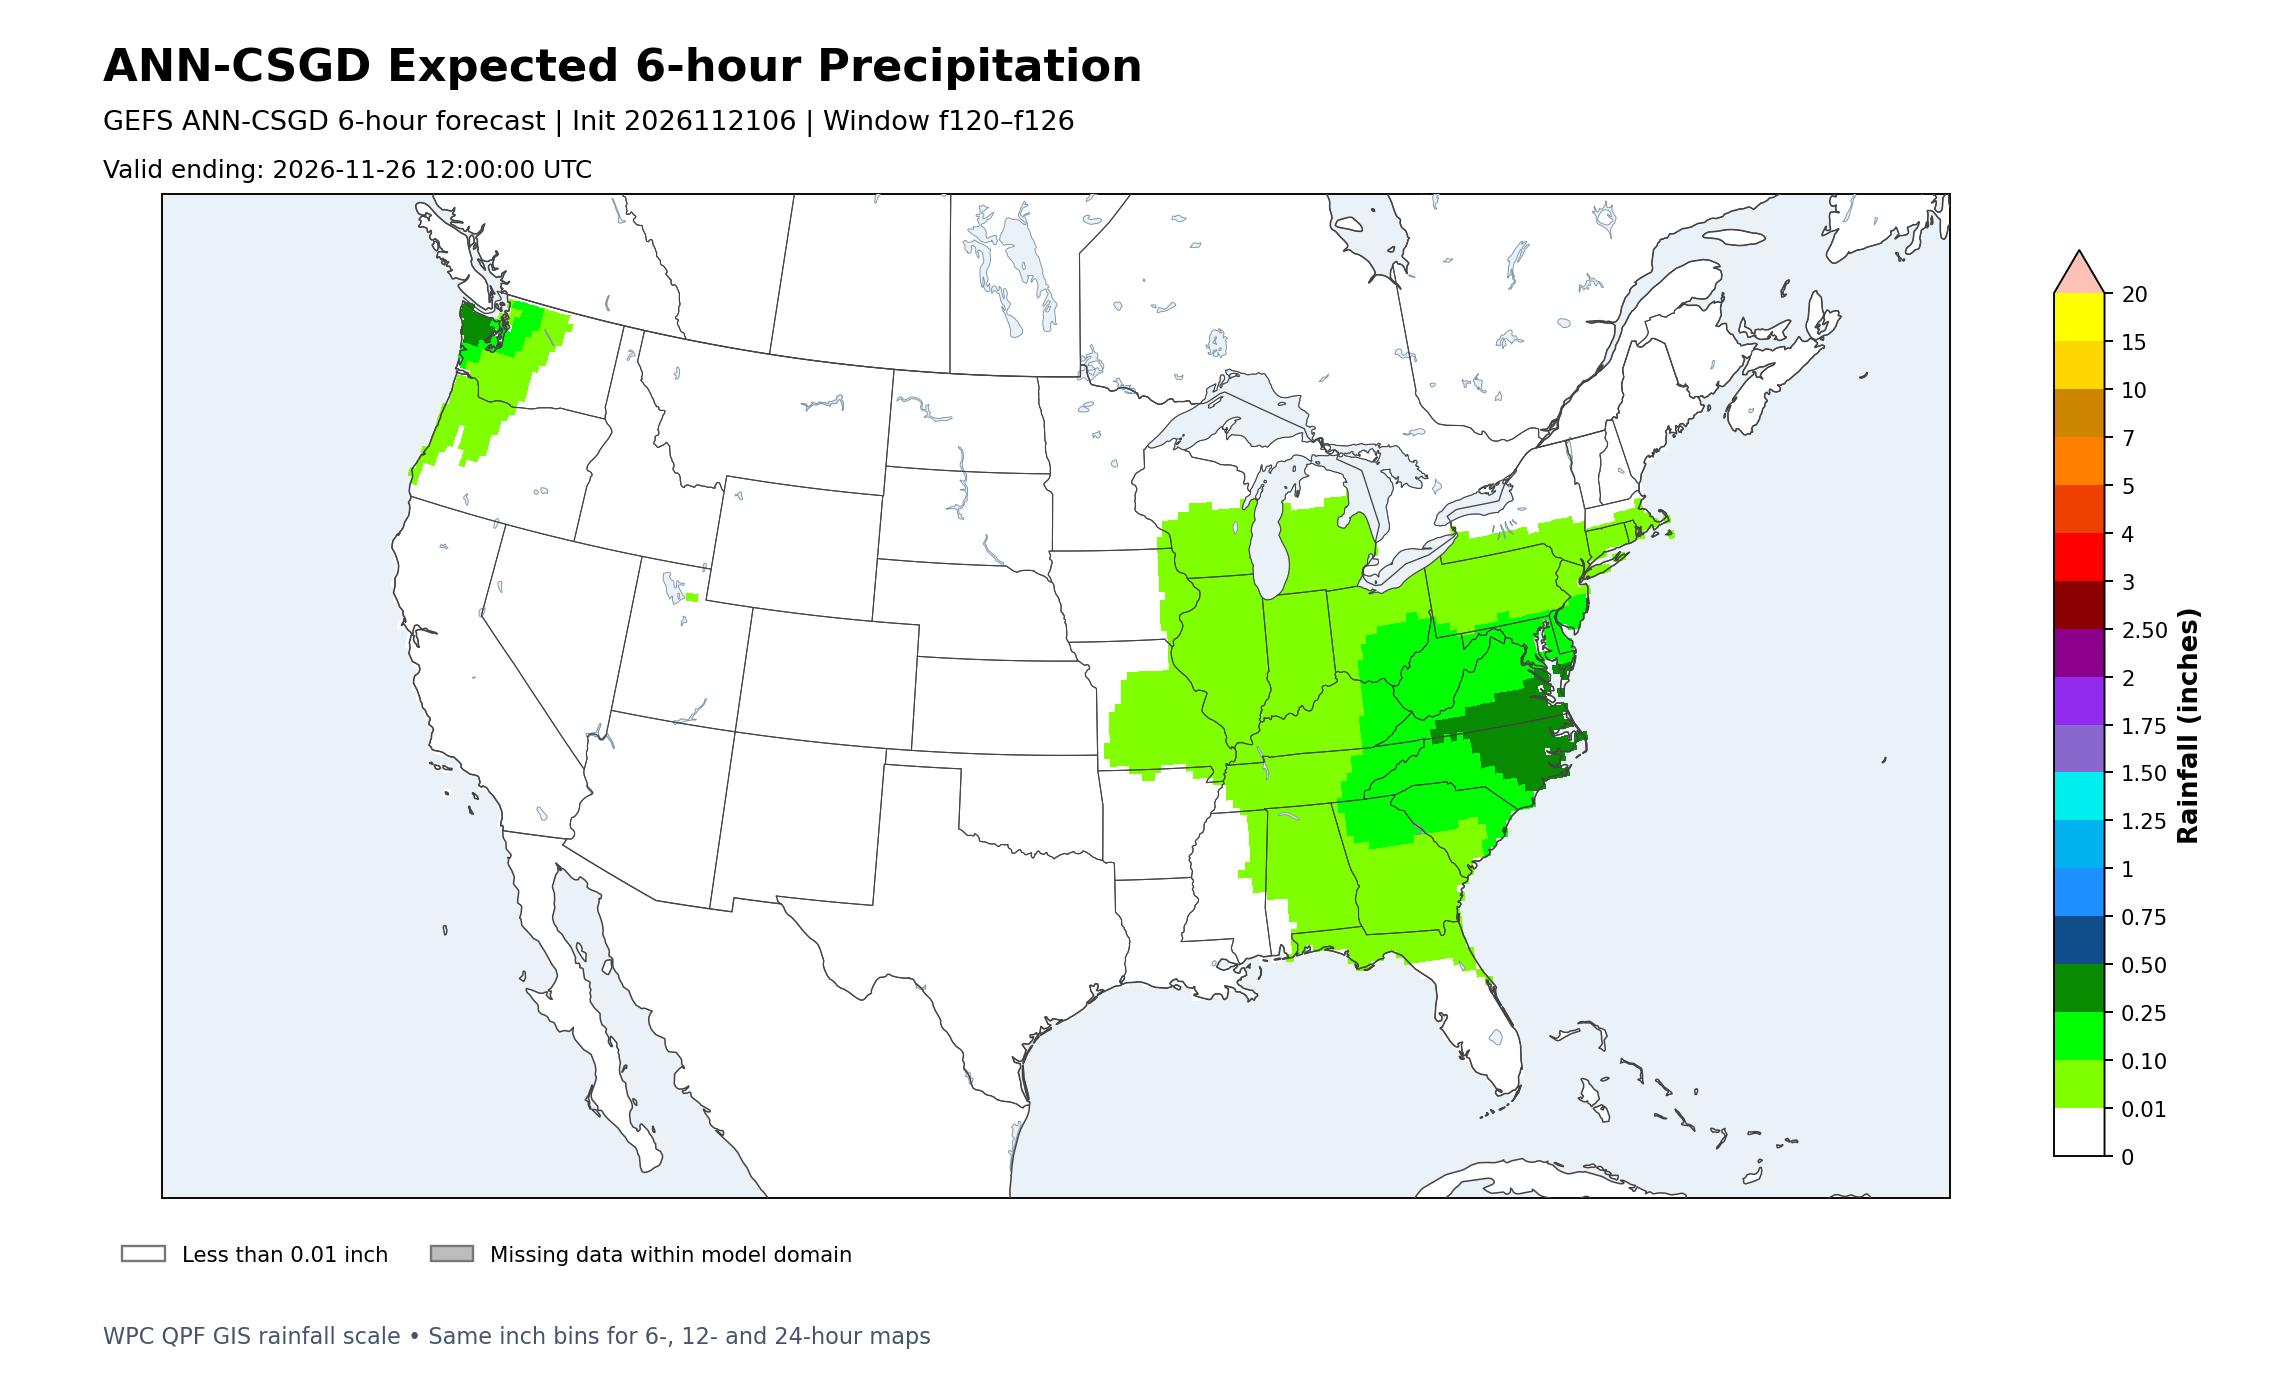 ANN-CSGD Expected 6-hour Precipitation
GEFS ANN-CSGD 6-hour forecast | Init 2026112106 | Window f120–f126
Valid ending: 2026-11-26 12:00:00 UTC
20
15
10
7
5
4
3
2.50
2
1.75
1.50
1.25
1
0.75
0.50
0.25
0.10
0.01
0
Rainfall (inches)
Less than 0.01 inch
Missing data within model domain
WPC QPF GIS rainfall scale • Same inch bins for 6-, 12- and 24-hour maps